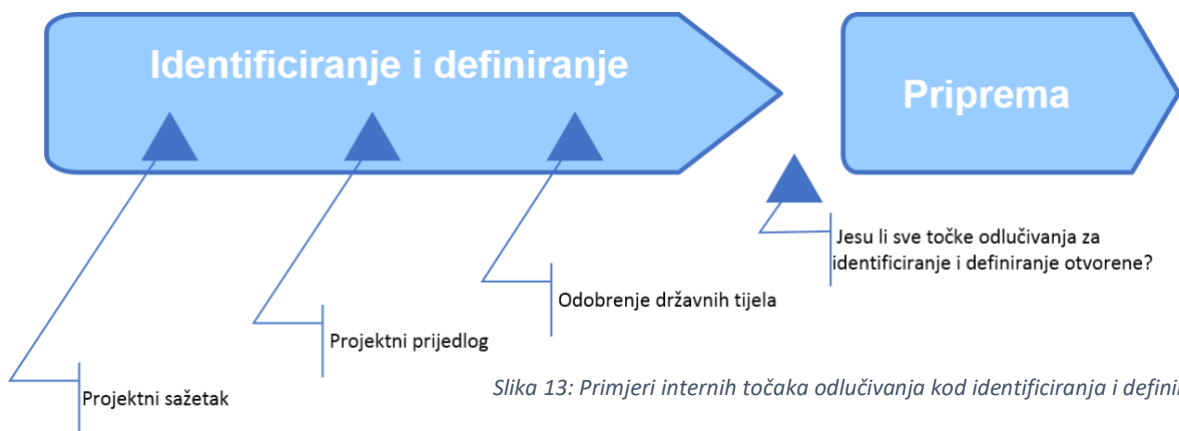 Identificiranje i definiranje
Priprema
Jesu li sve točke odlučivanja za
identificiranje i definiranje otvorene?
Odobrenje državnih tijela
Projektni prijedlog
Projektni sažetak
Slika 13: Primjeri internih točaka odlučivanja kod identificiranja i